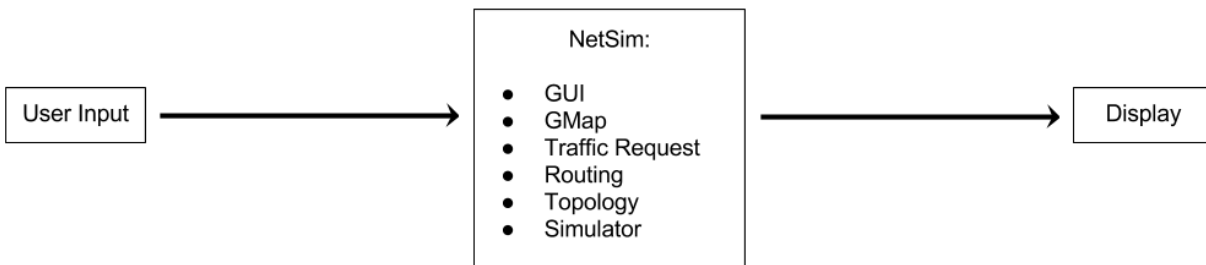 NetSim:
User Input
● GUI
● GMap
● Traffic Request
● Routing
● Topology
● Simulator
Display